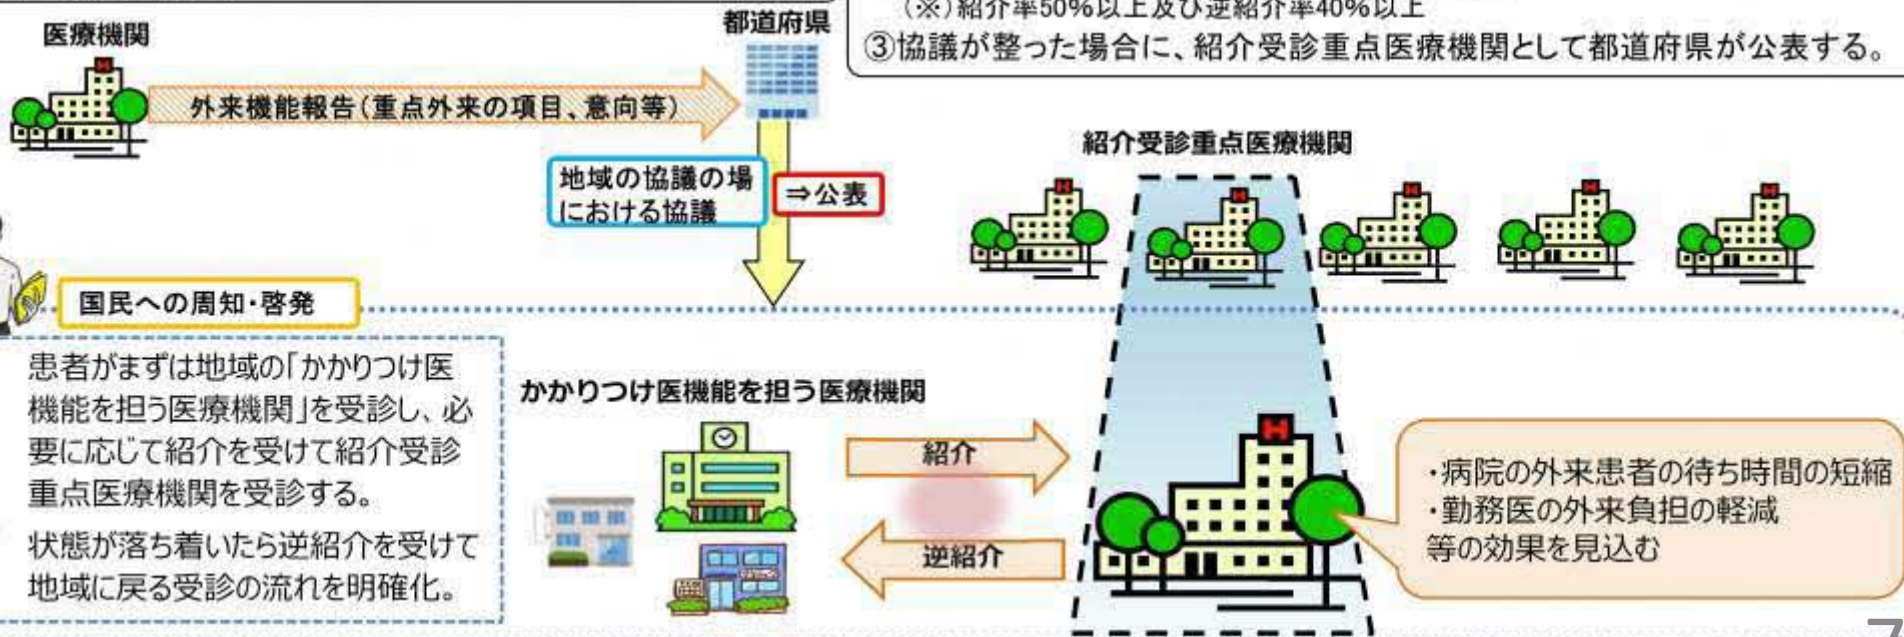 (※)紹介率50%以上及び逆紹介率40%以上
③協議が整った場合に、紹介受診重点医療機関として都道府県が公表する。
医療機関
都道府県
外来機能報告(重点外来の項目、意向等)
地域の協議の場
における協議
⇒公表
紹介受診重点医療機関
H
H
H
H
H
H
国民への周知・啓発
患者がまずは地域の「かかりつけ医
機能を担う医療機関」を受診し、必
要に応じて紹介を受けて紹介受診
重点医療機関を受診する。
状態が落ち着いたら逆紹介を受けて
地域に戻る受診の流れを明確化。
かかりつけ医機能を担う医療機関
紹介
逆紹介
H
・病院の外来患者の待ち時間の短縮
・勤務医の外来負担の軽減
等の効果を見込む